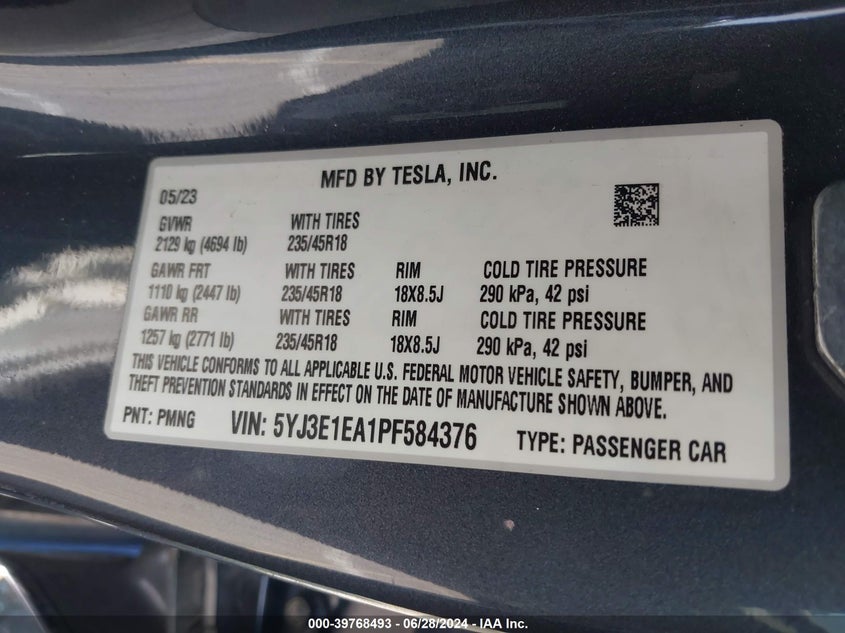 MFD BY TESLA, INC.
05/23
GVWR WITH TIRES
2129 kg (4694 lb) 235/45R18
GAWR FRT WITH TIRES RIM COLD TIRE PRESSURE
1110 kg (2447 lb) 235/45R18 18X8.5J 290 kPa, 42 psi
GAWR RR WITH TIRES RIM COLD TIRE PRESSURE
1257 kg (2771 lb) 235/45R18 18X8.5J 290 kPa, 42 psi
THIS VEHICLE CONFORMS TO ALL APPLICABLE U.S. FEDERAL MOTOR VEHICLE SAFETY, BUMPER, AND
THEFT PREVENTION STANDARDS IN EFFECT ON THE DATE OF MANUFACTURE SHOWN ABOVE.
PNT: PMNG VIN: 5YJ3E1EA1PF584376 TYPE: PASSENGER CAR
000-39768493 - 06/28/2024 - IAA Inc.